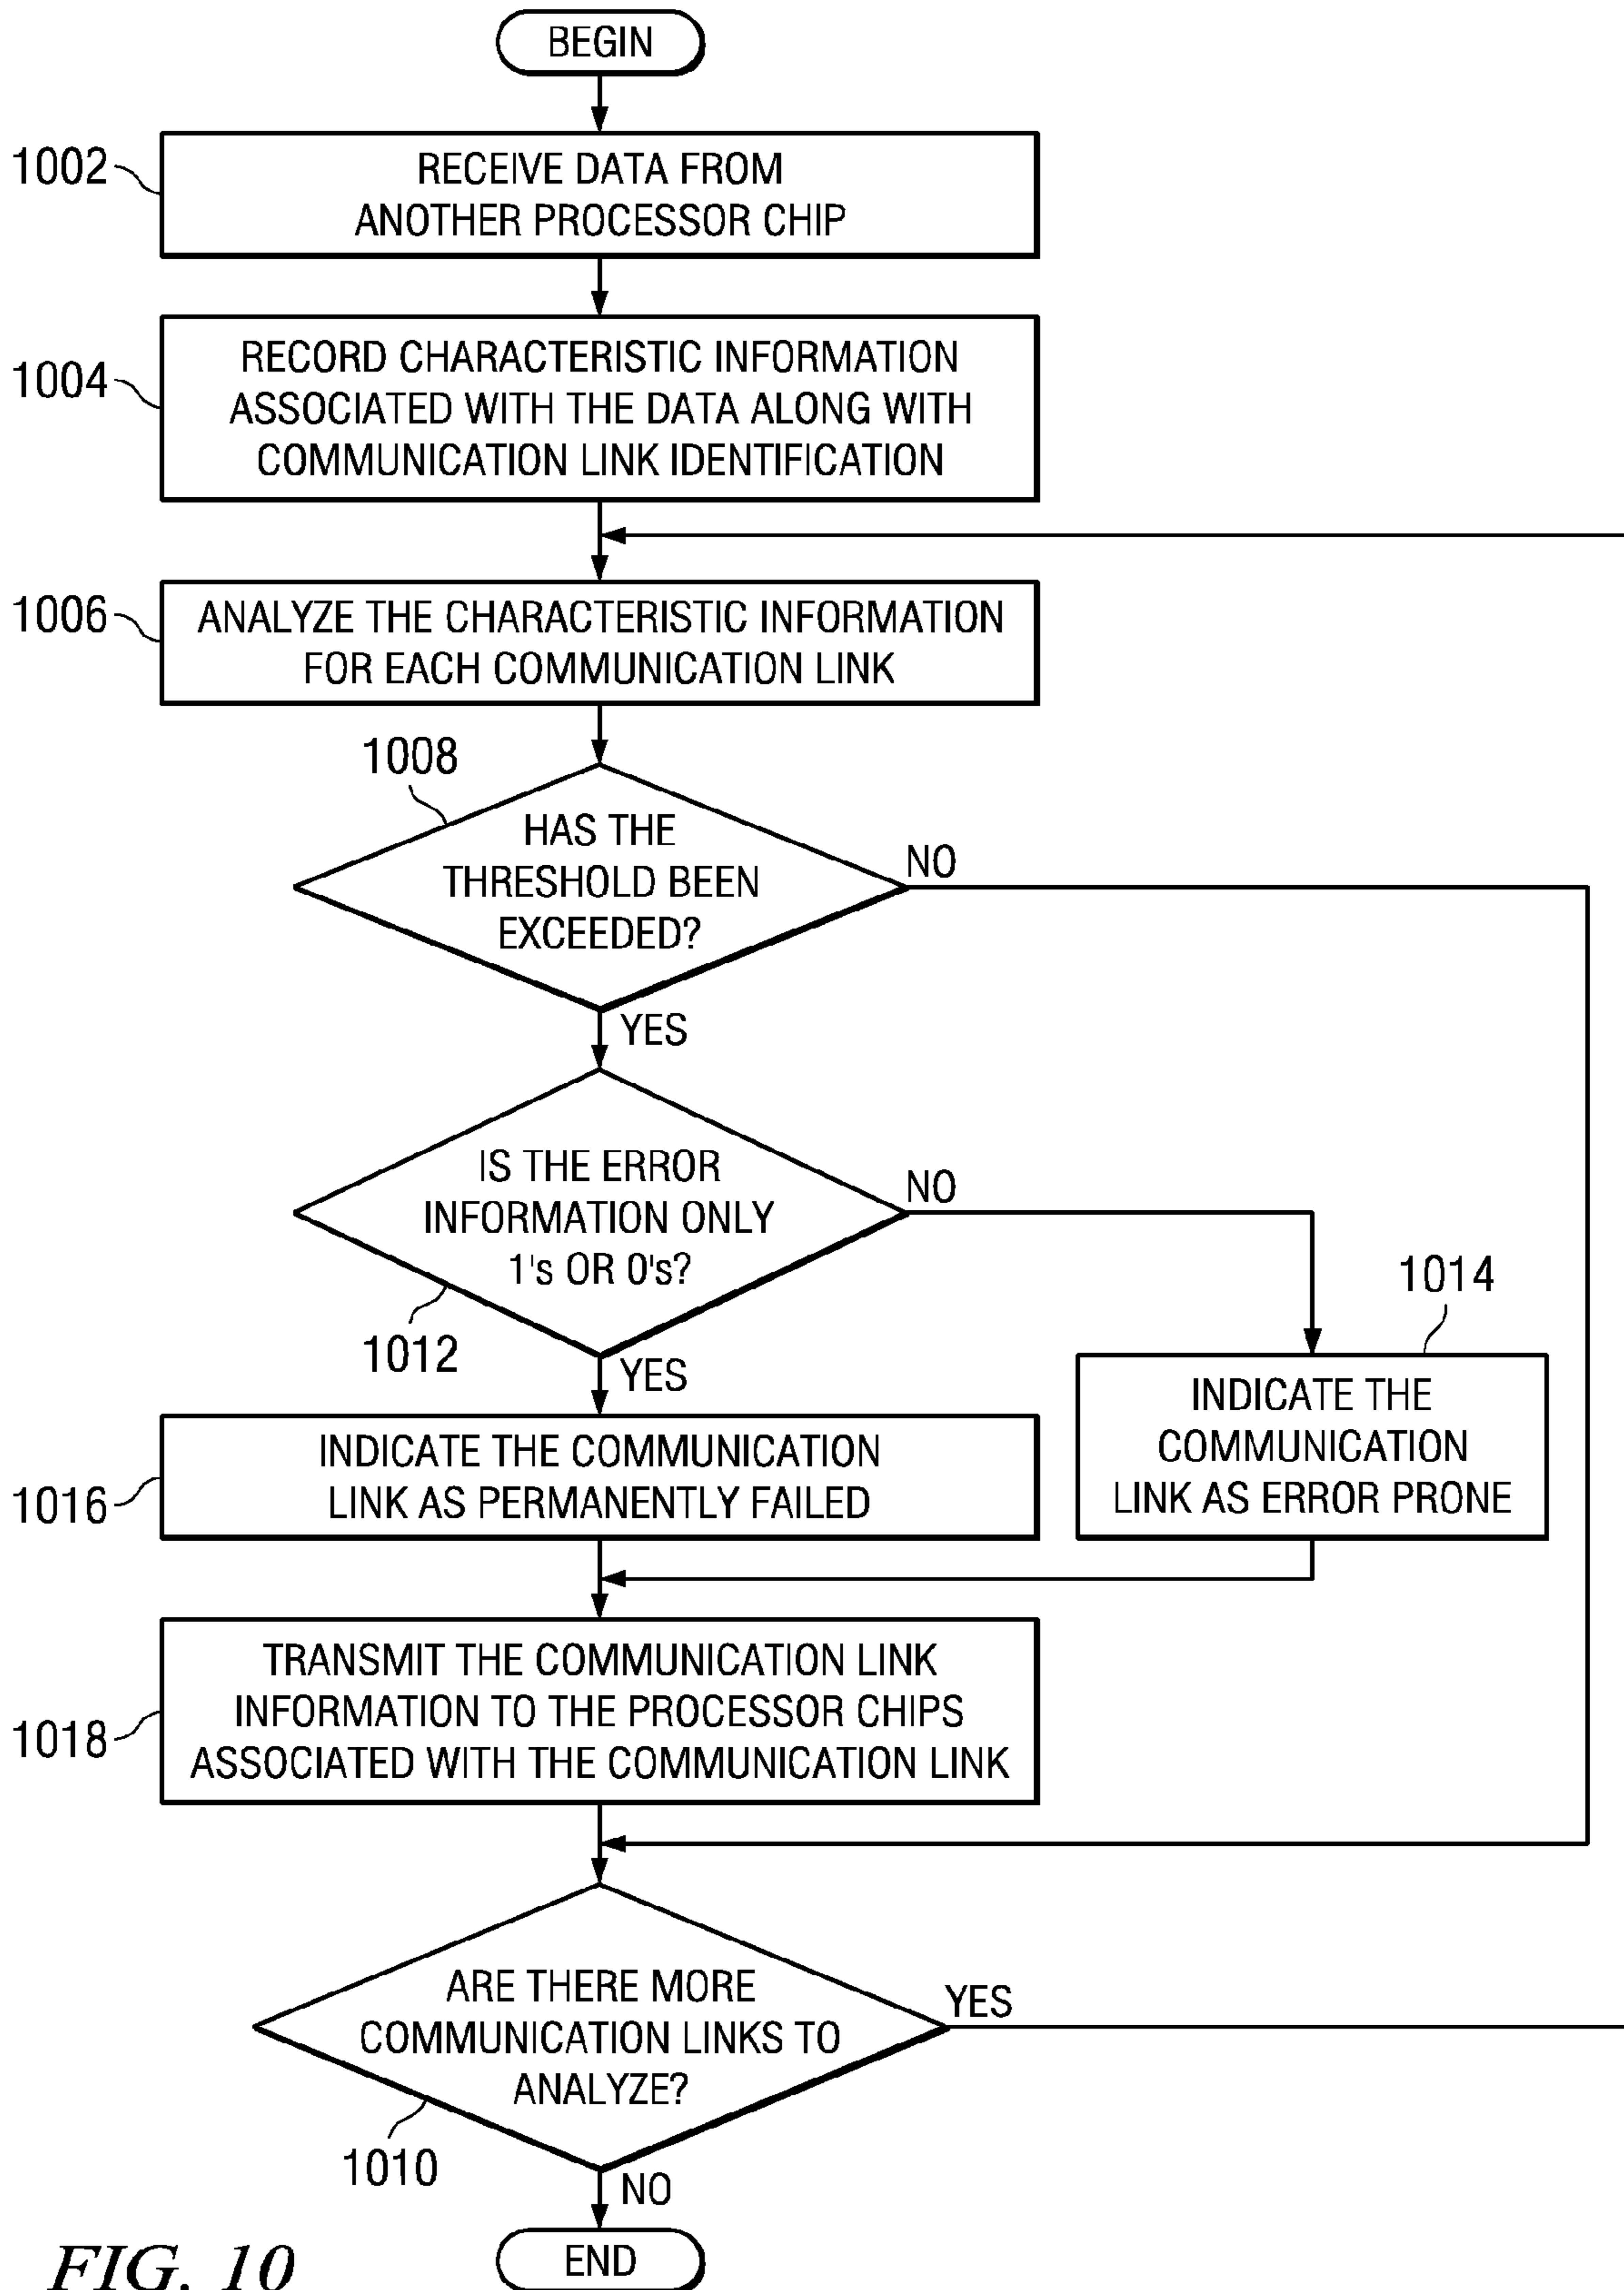 BEGIN
1002
RECEIVE DATA FROM
ANOTHER PROCESSOR CHIP
1004
RECORD CHARACTERISTIC INFORMATION
ASSOCIATED WITH THE DATA ALONG WITH
COMMUNICATION LINK IDENTIFICATION
1006
ANALYZE THE CHARACTERISTIC INFORMATION
FOR EACH COMMUNICATION LINK
1008
HAS THE
THRESHOLD BEEN
EXCEEDED?
NO
YES
IS THE ERROR
INFORMATION ONLY
1's OR 0's?
NO
1012
YES
1014
INDICATE THE
COMMUNICATION
LINK AS ERROR PRONE
1016
INDICATE THE COMMUNICATION
LINK AS PERMANENTLY FAILED
1018
TRANSMIT THE COMMUNICATION LINK
INFORMATION TO THE PROCESSOR CHIPS
ASSOCIATED WITH THE COMMUNICATION LINK
ARE THERE MORE
COMMUNICATION LINKS TO
ANALYZE?
YES
1010
NO
END
FIG. 10